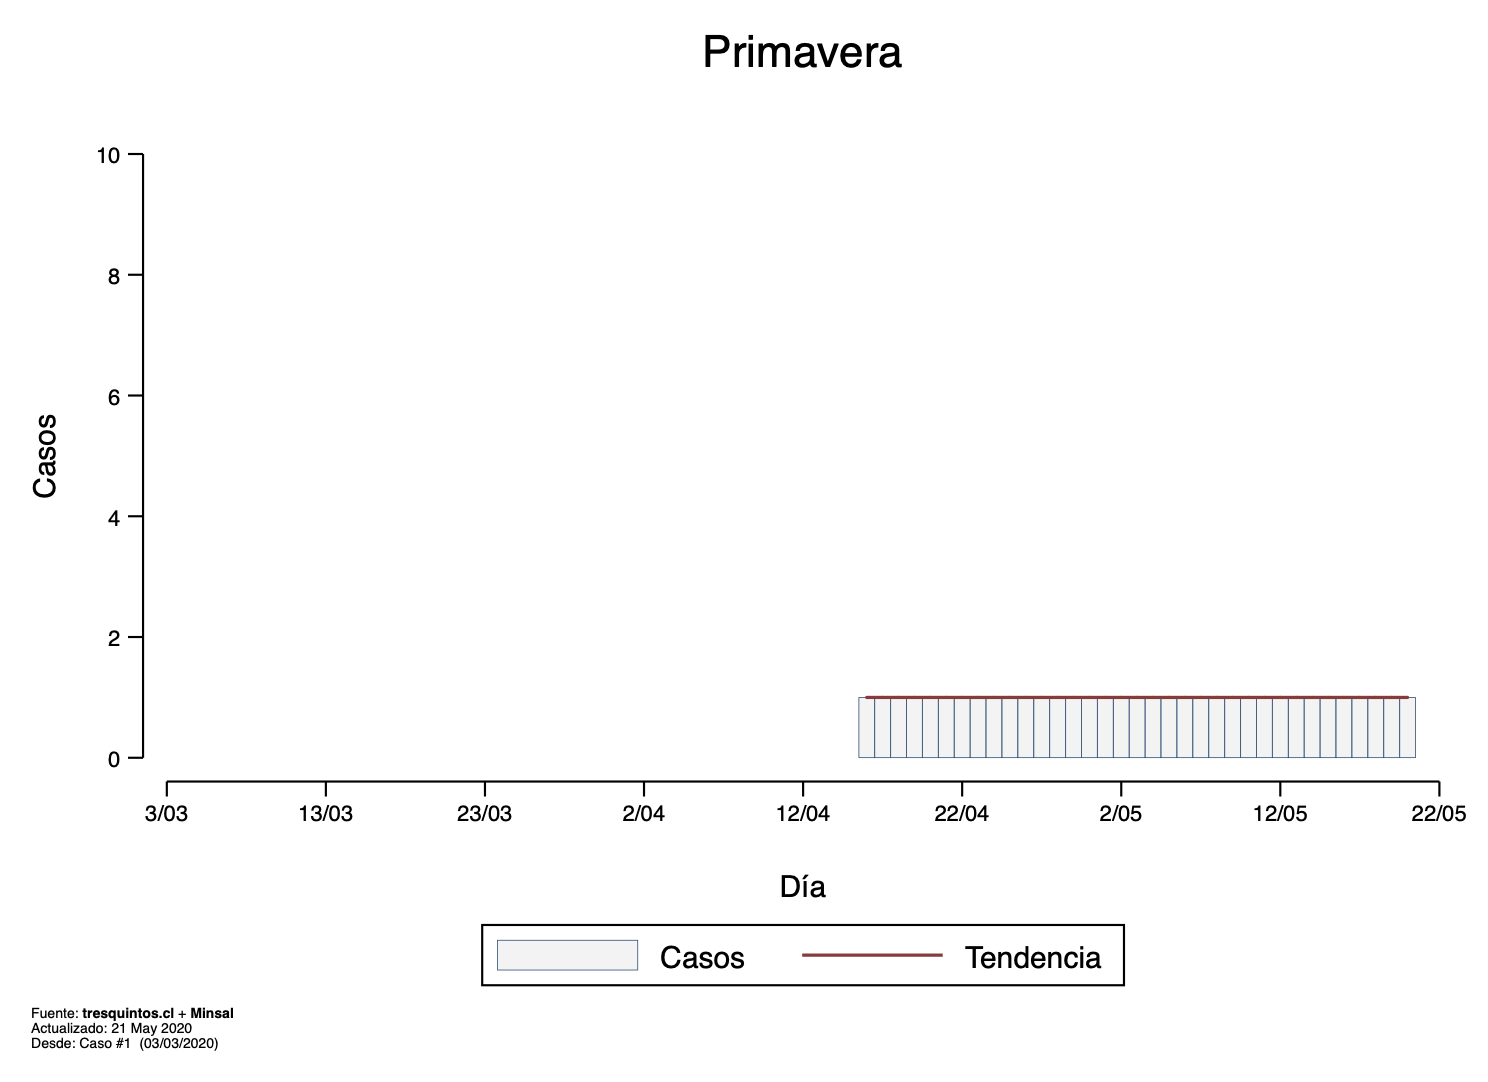 Primavera
10
8
6
4
2
0
Casos
3/03 13/03 23/03 2/04 12/04 22/04 2/05 12/05 22/05
Día
Casos Tendencia
Fuente: tresquintos.cl + Minsal
Actualizado: 21 May 2020
Desde: Caso #1 (03/03/2020)